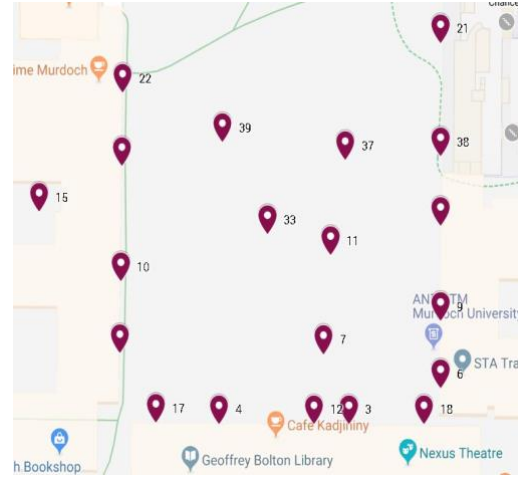 Chance
21
ime Murdoch
22
39
37
38
15
33
11
10
9
Murdoch University
7
STA Tra
6
17
4
12
3
18
Cafe Kadjininy
Nexus Theatre
h Bookshop
Geoffrey Bolton Library